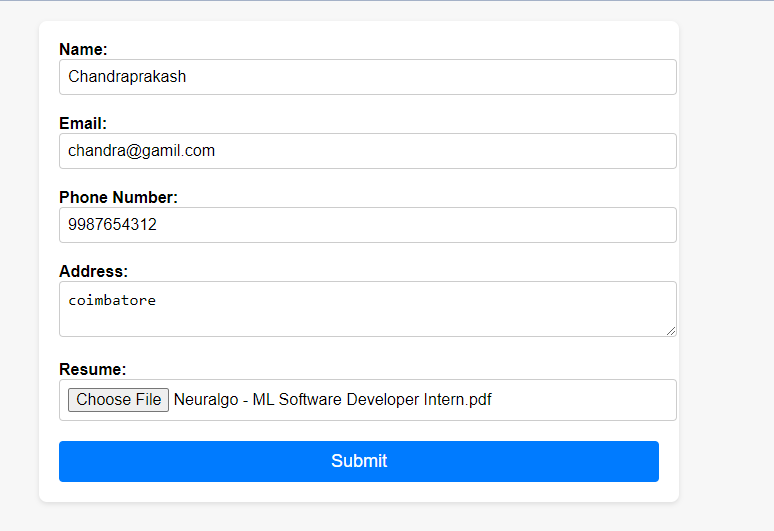 Name:
Chandraprakash
Email:
chandra@gamil.com
Phone Number:
9987654312
Address:
coimbatore
Resume:
Choose File Neuralgo - ML Software Developer Intern.pdf
Submit